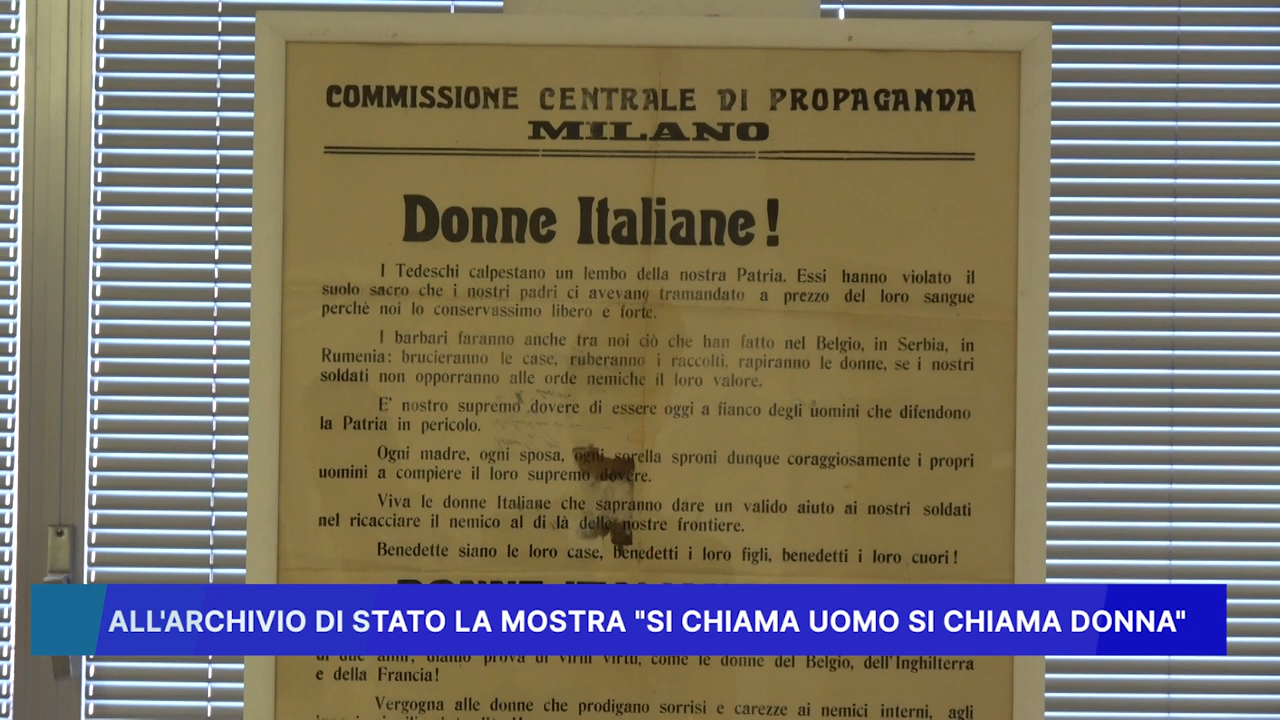 COMMISSIONE CENTRALE DI PROPAGANDA
MILANO
Donne Italiane!
I Tedeschi calpestano un lembo della nostra Patria. Essi hanno violato il
suolo sacro che i nostri padri ci avevano tramandato a prezzo del loro sangue
perchè noi lo conservassimo libero e forte.
I barbari faranno anche tra noi ciò che han fatto nel Belgio, in Serbia, in
Rumenia: brucieranno le case, ruberanno i raccolti, rapiranno le donne, se i nostri
soldati non opporranno alle orde nemiche il loro valore.
E' nostro supremo dovere di essere oggi a fianco degli uomini che difendono
la Patria in pericolo.
Ogni madre, ogni sposa, ogni sorella sproni dunque coraggiosamente i propri
uomini a compiere il loro supremo dovere.
Viva le donne Italiane che sapranno dare un valido aiuto ai nostri soldati
nel ricacciare il nemico al di là delle nostre frontiere.
Benedette siano le loro case, benedetti i loro figli, benedetti i loro cuori!
ALL'ARCHIVIO DI STATO LA MOSTRA "SI CHIAMA UOMO SI CHIAMA DONNA"
prova di virili virtù, come le donne del Belgio, dell'Inghilterra
e della Francia!
Vergogna alle donne che prodigano sorrisi e carezze ai nemici interni, agli